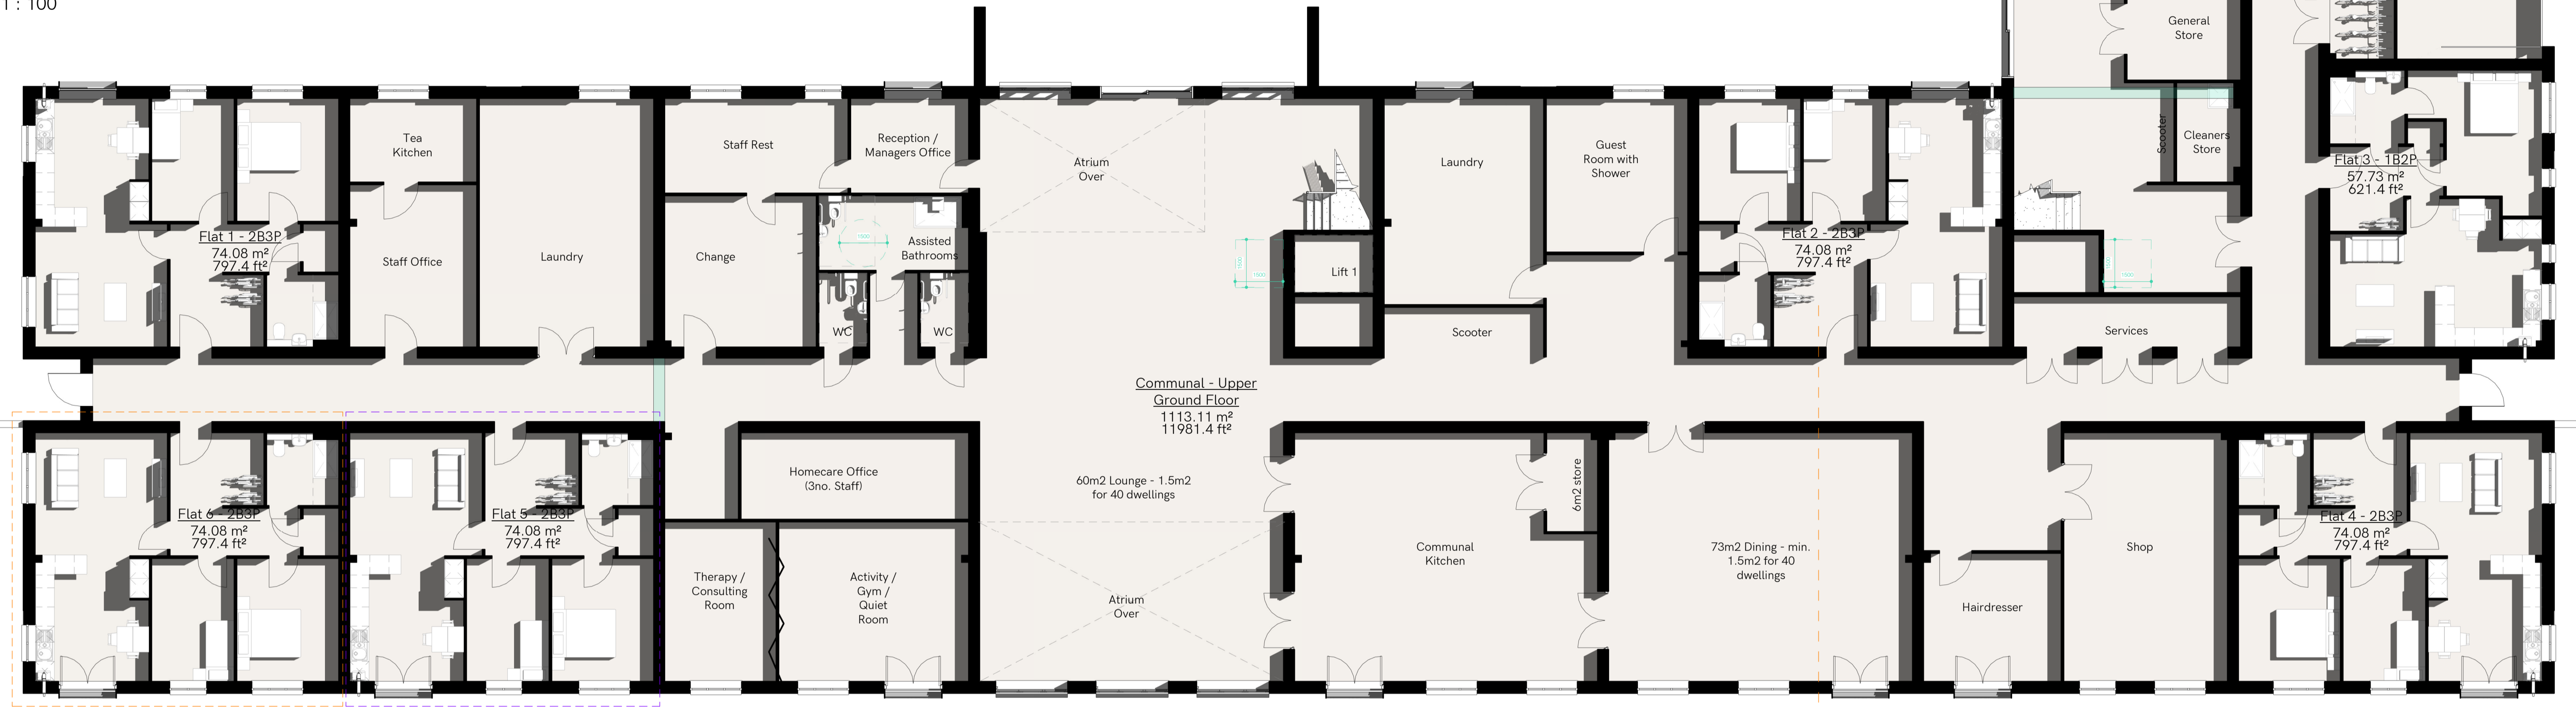 1 : 100
General
Store
Tea
Kitchen
Staff Rest
Reception /
Managers Office
Atrium
Over
Laundry
Guest
Room with
Shower
Scooter
Cleaners
Store
Flat 3 - 1B2P
57.73 m²
621.4 ft²
Flat 1 - 2B3P
74.08 m²
797.4 ft²
Staff Office
Laundry
Change
1500
Assisted
Bathrooms
1500
1500
Lift 1
Flat 2 - 2B3P
74.08 m²
797.4 ft²
1500
1500
WC
WC
Scooter
Services
Communal - Upper
Ground Floor
1113.11 m²
11981.4 ft²
Homecare Office
(3no. Staff)
60m2 Lounge - 1.5m2
for 40 dwellings
6m2 store
Flat 6 - 2B3P
74.08 m²
797.4 ft²
Flat 5 - 2B3P
74.08 m²
797.4 ft²
Flat 4 - 2B3P
74.08 m²
797.4 ft²
Therapy /
Consulting
Room
Activity /
Gym /
Quiet
Room
Atrium
Over
Communal
Kitchen
73m2 Dining - min.
1.5m2 for 40
dwellings
Hairdresser
Shop